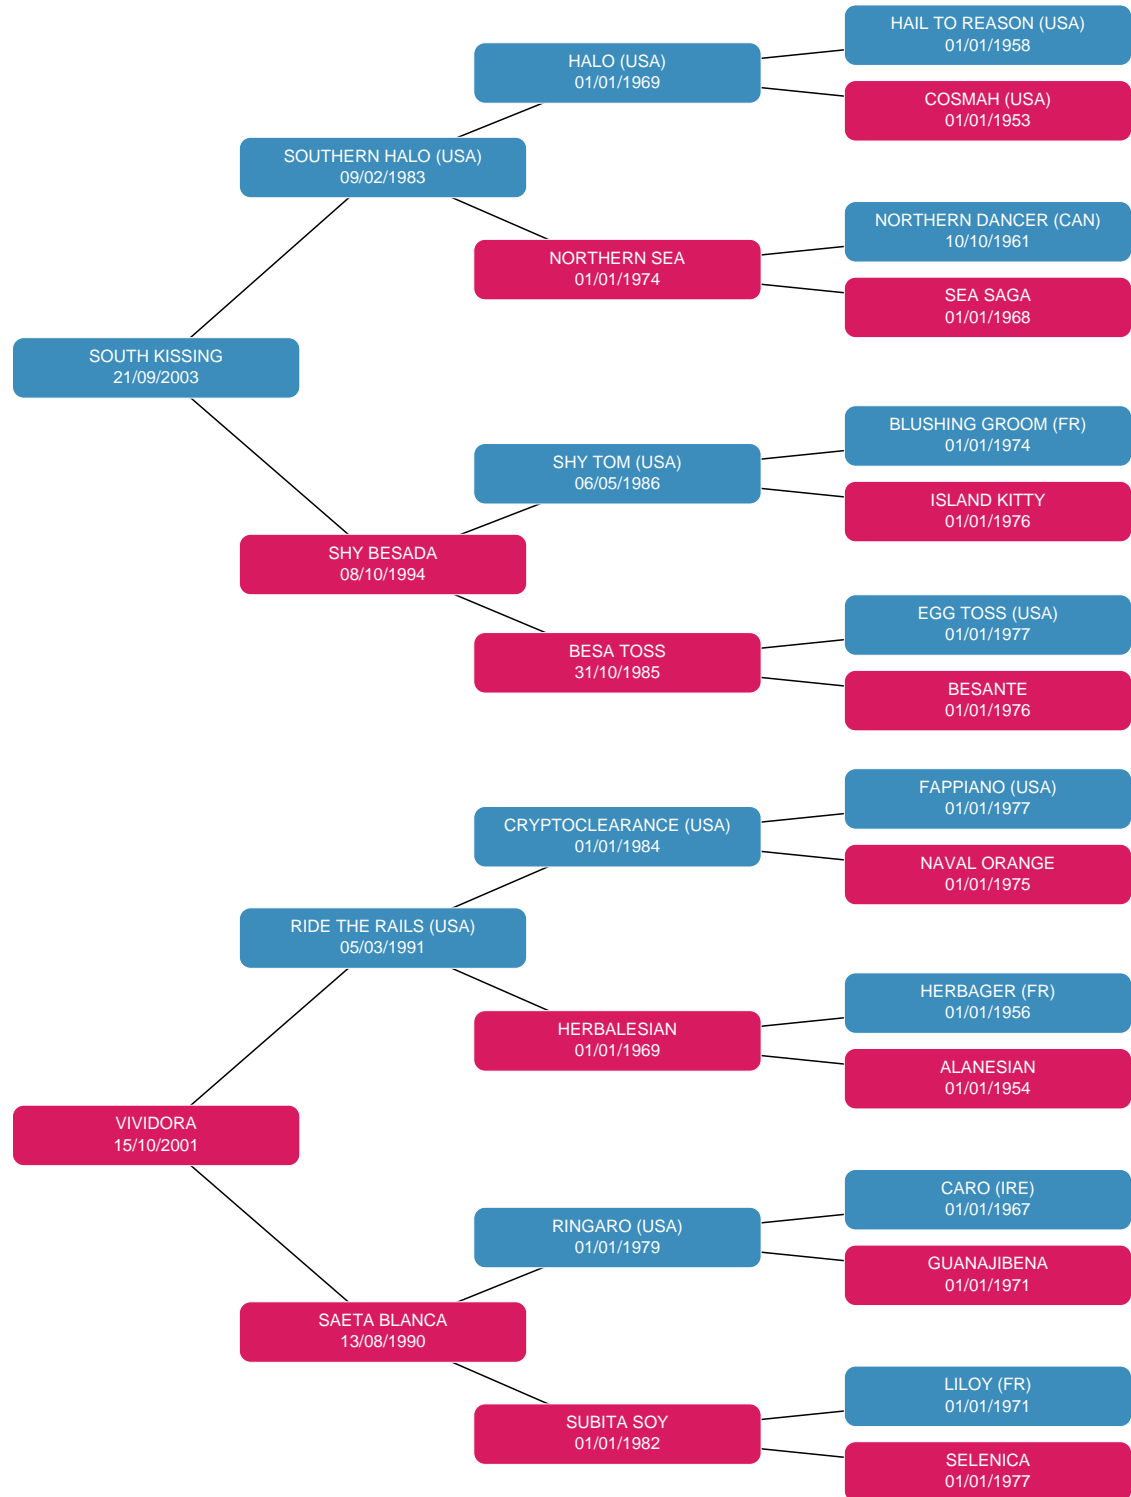 HAIL TO REASON (USA)
01/01/1958
HALO (USA)
01/01/1969
COSMAH (USA)
01/01/1953
SOUTHERN HALO (USA)
09/02/1983
NORTHERN DANCER (CAN)
10/10/1961
NORTHERN SEA
01/01/1974
SEA SAGA
01/01/1968
SOUTH KISSING
21/09/2003
BLUSHING GROOM (FR)
01/01/1974
SHY TOM (USA)
06/05/1986
ISLAND KITTY
01/01/1976
SHY BESADA
08/10/1994
EGG TOSS (USA)
01/01/1977
BESA TOSS
31/10/1985
BESANTE
01/01/1976
FAPPIANO (USA)
01/01/1977
CRYPTOCLEARANCE (USA)
01/01/1984
NAVAL ORANGE
01/01/1975
RIDE THE RAILS (USA)
05/03/1991
HERBAGER (FR)
01/01/1956
HERBALESIAN
01/01/1969
ALANESIAN
01/01/1954
VIVIDORA
15/10/2001
CARO (IRE)
01/01/1967
RINGARO (USA)
01/01/1979
GUANAJIBENA
01/01/1971
SAETA BLANCA
13/08/1990
LILOY (FR)
01/01/1971
SUBITA SOY
01/01/1982
SELENICA
01/01/1977